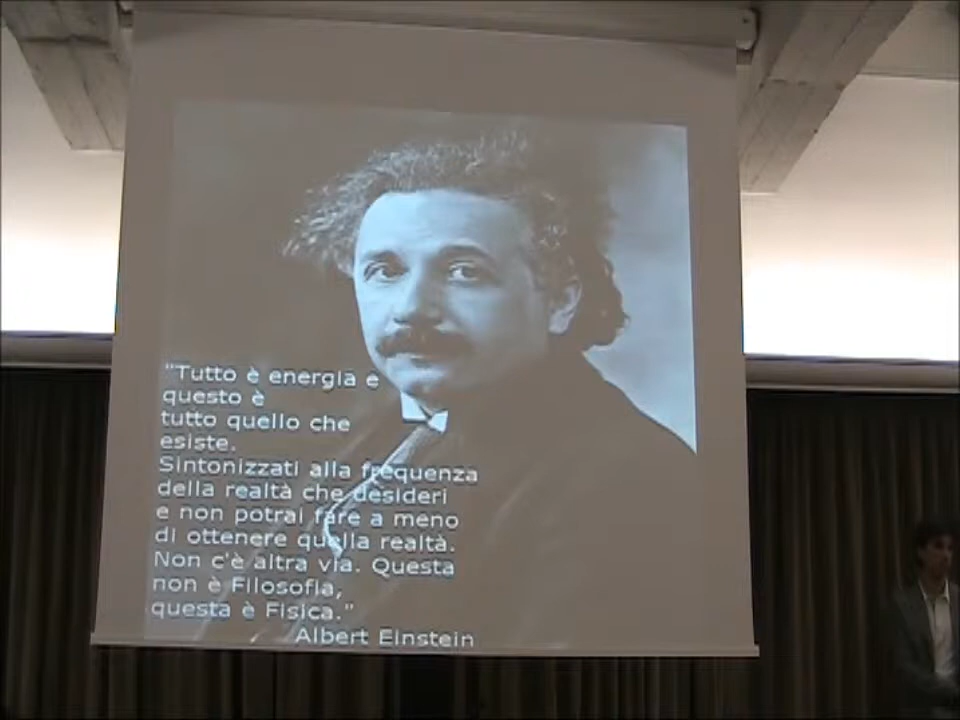 "Tutto è energia e
questo è
tutto quello che
esiste.
Sintonizzati alla frequenza
della realtà che desideri
e non potrai fare a meno
di ottenere quella realtà.
Non c'è altra via. Questa
non è Filosofia,
questa è Fisica."
Albert Einstein